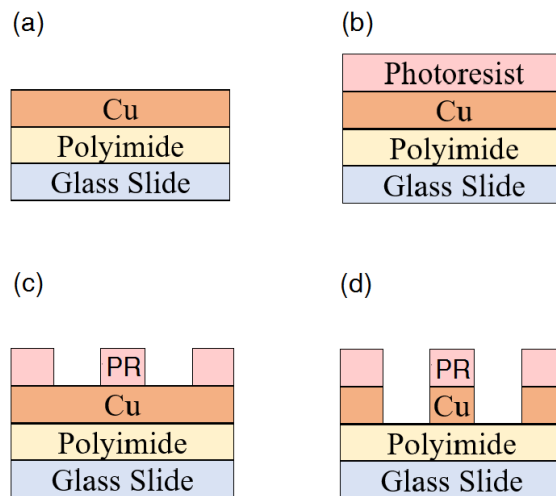 (a)
Cu
Polyimide
Glass Slide
(b)
Photoresist
Cu
Polyimide
Glass Slide
(c)
PR
Cu
Polyimide
Glass Slide
(d)
PR
Cu
Polyimide
Glass Slide